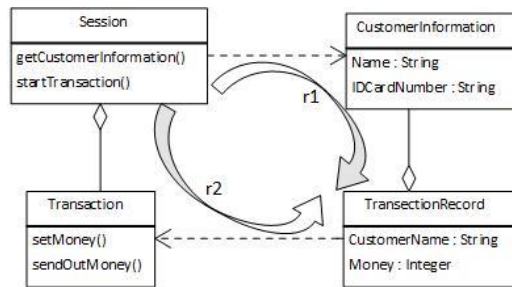 Session
getCustomerInformation()
startTransaction()
CustomerInformation
Name : String
IDCardNumber : String
r1
r2
Transaction
setMoney()
sendOutMoney()
TransectionRecord
CustomerName : String
Money : Integer